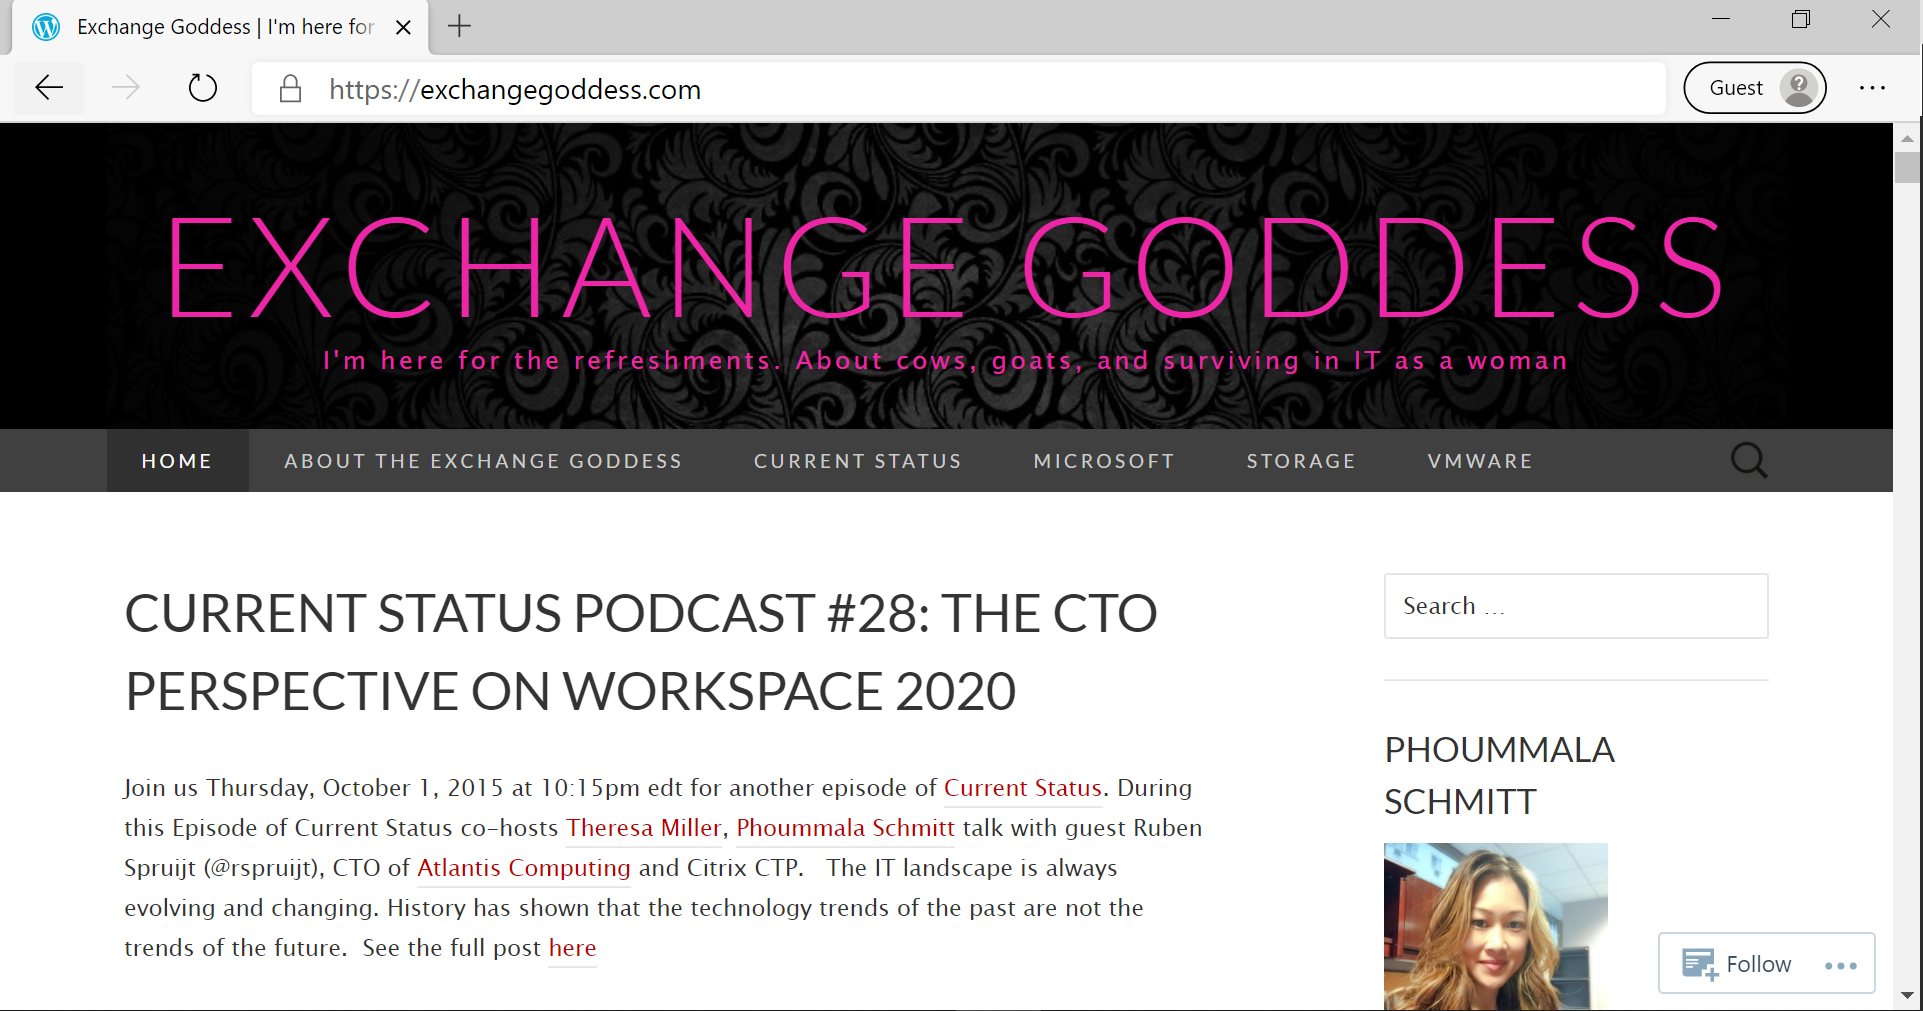 Exchange Goddess | I'm here for
https://exchangegoddess.com
Guest
EXCHANGE GODDESS
I'm here for the refreshments. About cows, goats, and surviving in IT as a woman
HOME ABOUT THE EXCHANGE GODDESS CURRENT STATUS MICROSOFT STORAGE VMWARE
CURRENT STATUS PODCAST #28: THE CTO
PERSPECTIVE ON WORKSPACE 2020
Join us Thursday, October 1, 2015 at 10:15pm edt for another episode of Current Status. During
this Episode of Current Status co-hosts Theresa Miller, Phoummala Schmitt talk with guest Ruben
Spruijt (@rspruijt), CTO of Atlantis Computing and Citrix CTP.   The IT landscape is always
evolving and changing. History has shown that the technology trends of the past are not the
trends of the future.  See the full post here
Search ...
PHOUMMALA
SCHMITT
Follow